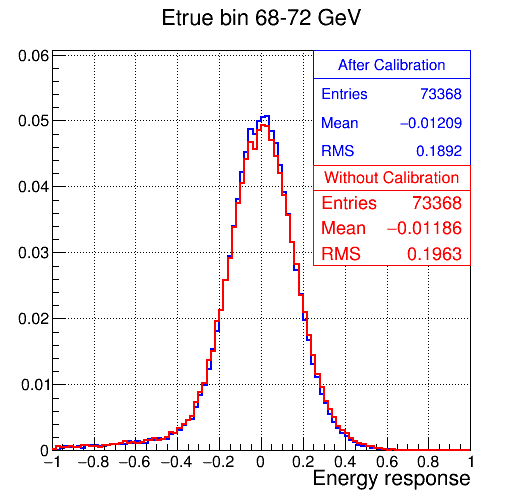 Etrue bin 68-72 GeV
0.06
After Calibration
Entries 73368
Mean −0.01209
RMS 0.1892
0.05
Without Calibration
Entries 73368
Mean −0.01186
RMS 0.1963
0.04
0.03
0.02
0.01
0
−1 −0.8 −0.6 −0.4 −0.2 0 0.2 0.4 0.6 0.8 1
Energy response